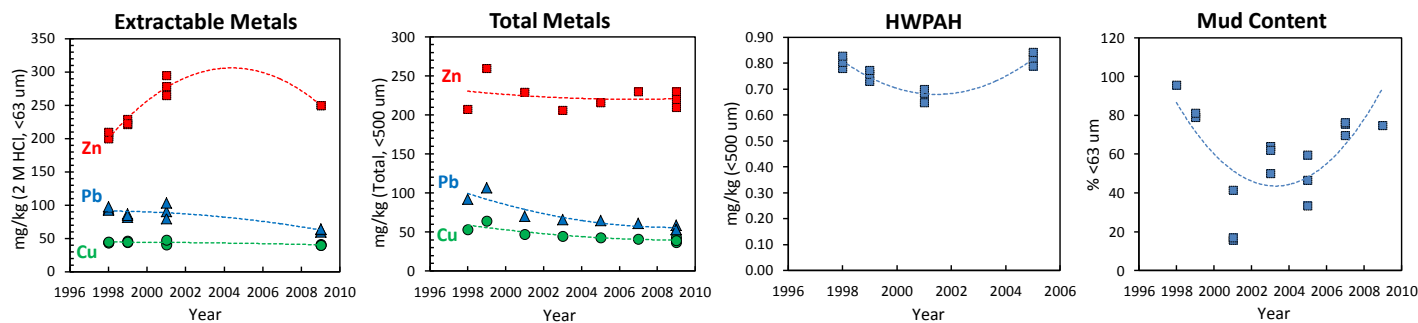 Extractable Metals
mg/kg (2 M HCl, <63 um)
350
300
250
200
150
100
50
0
Zn
Pb
Cu
1996 1998 2000 2002 2004 2006 2008 2010
Year
Total Metals
mg/kg (Total, <500 um)
300
250
200
150
100
50
0
Zn
Pb
Cu
1996 1998 2000 2002 2004 2006 2008 2010
Year
HWPAH
mg/kg (<500 um)
0.90
0.80
0.70
0.60
0.50
0.40
0.30
0.20
0.10
0.00
1996 1998 2000 2002 2004 2006
Year
Mud Content
% <63 um
120
100
80
60
40
20
0
1996 1998 2000 2002 2004 2006 2008 2010
Year